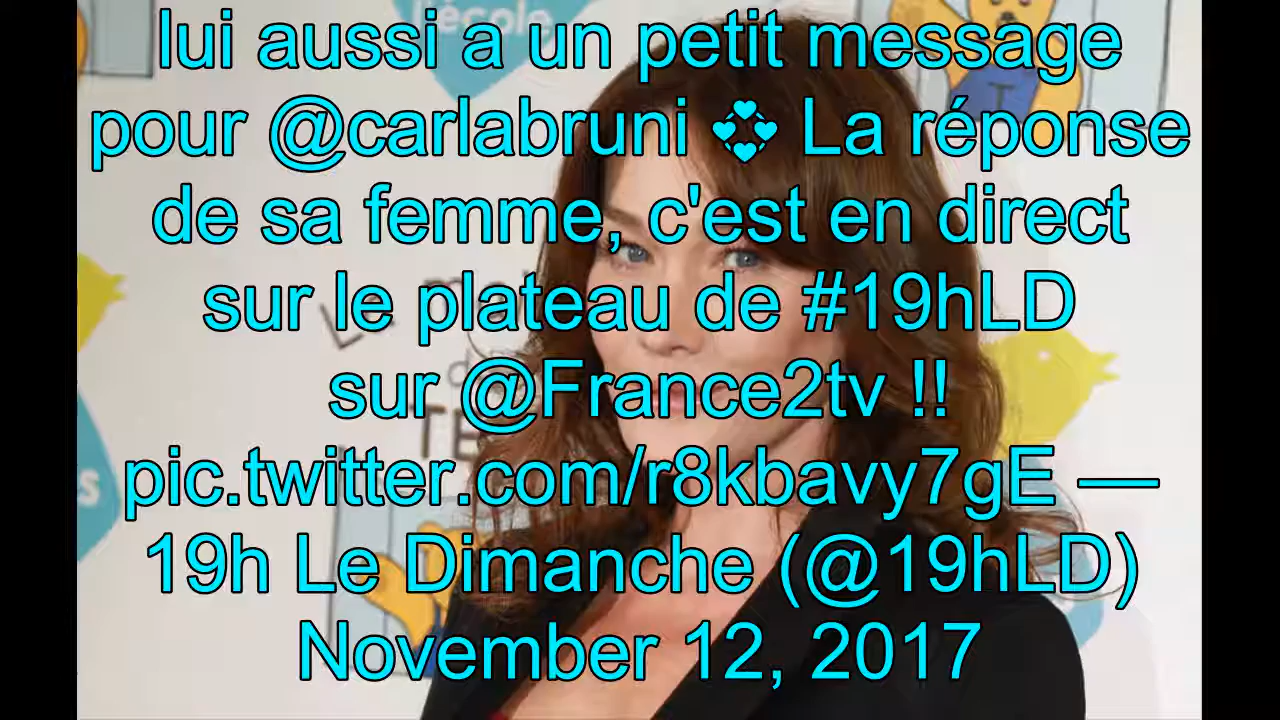 lui aussi a un petit message
pour @carlabruni 💞 La réponse
de sa femme, c'est en direct
sur le plateau de #19hLD
sur @France2tv !!
pic.twitter.com/r8kbavy7gE —
19h Le Dimanche (@19hLD)
November 12, 2017
l'école
T